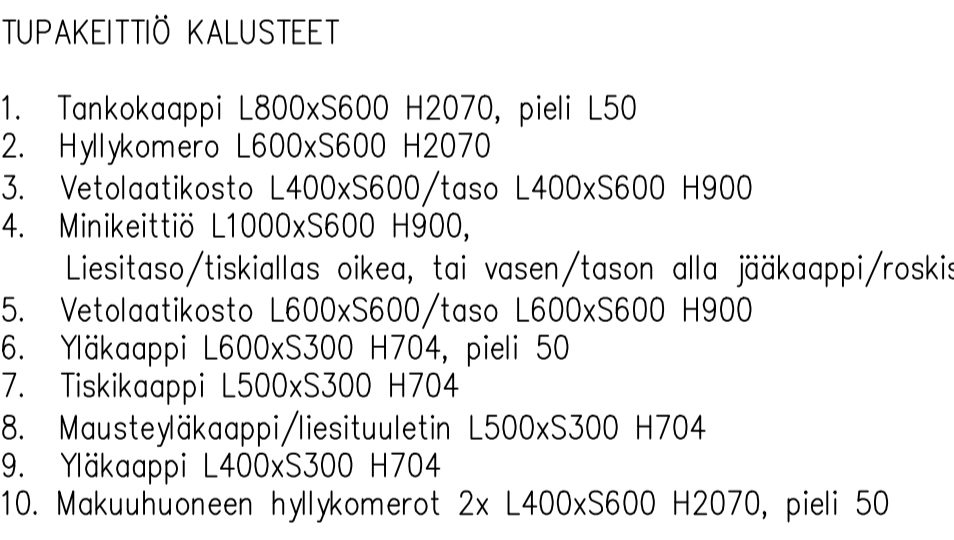 TUPAKEITTIÖ KALUSTEET
1. Tankokaappi L800xS600 H2070, pieli L50
2. Hyllykomero L600xS600 H2070
3. Vetolaatikosto L400xS600/taso L400xS600 H900
4. Minikeittiö L1000xS600 H900,
Liesitaso/tiskiallas oikea, tai vasen/tason alla jääkaappi/roskis
5. Vetolaatikosto L600xS600/taso L600xS600 H900
6. Yläkaappi L600xS300 H704, pieli 50
7. Tiskikaappi L500xS300 H704
8. Mausteyläkaappi/liesituuletin L500xS300 H704
9. Yläkaappi L400xS300 H704
10. Makuuhuoneen hyllykomerot 2x L400xS600 H2070, pieli 50